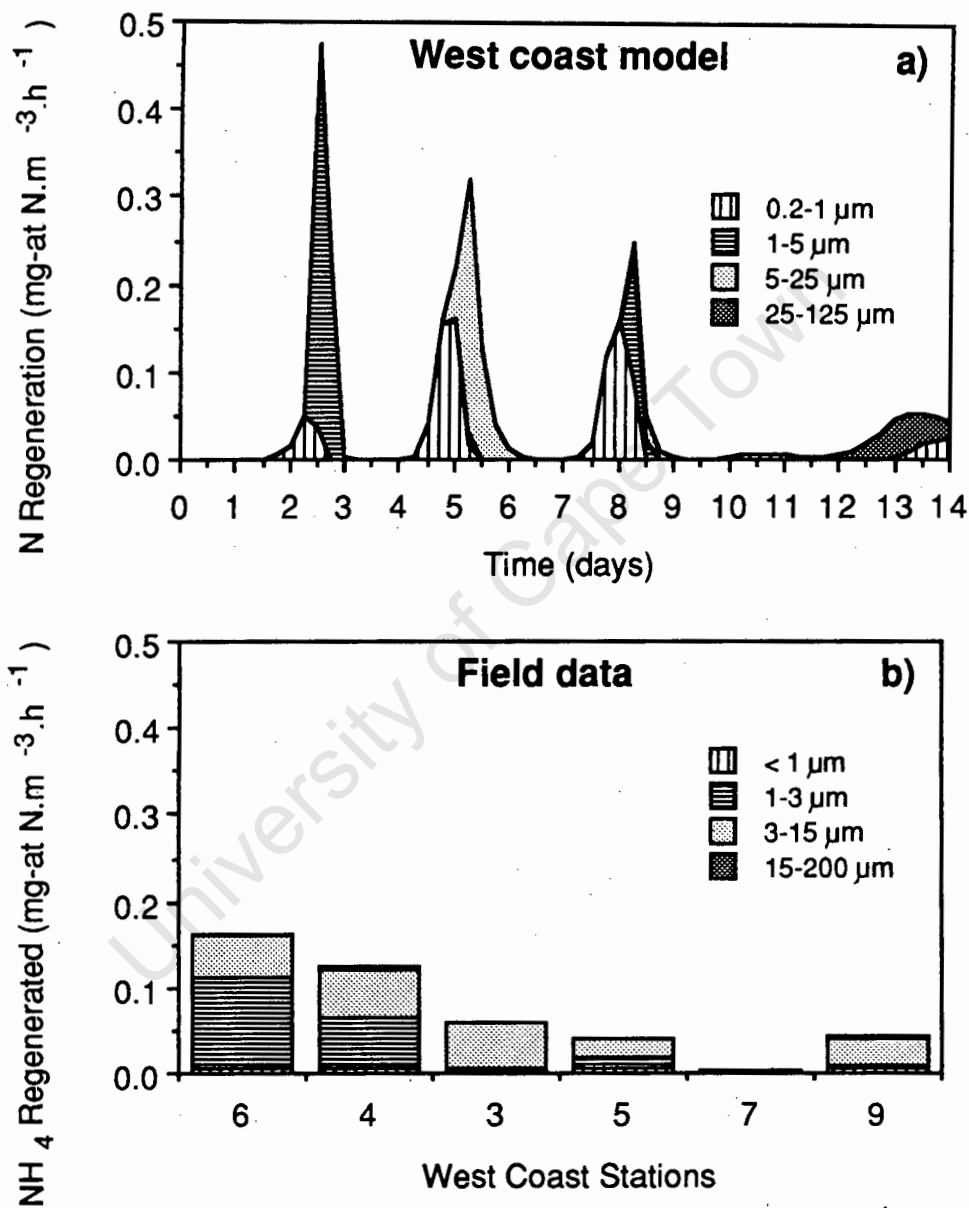 West coast model
a)
N Regeneration (mg-at N.m -3.h -1 )
0.5
0.4
0.3
0.2
0.1
0.0
0.2-1 µm
1-5 µm
5-25 µm
25-125 µm
0 1 2 3 4 5 6 7 8 9 10 11 12 13 14
Time (days)
Field data
b)
NH 4 Regenerated (mg-at N.m -3.h -1 )
0.5
0.4
0.3
0.2
0.1
0.0
< 1 µm
1-3 µm
3-15 µm
15-200 µm
6 4 3 5 7 9
West Coast Stations
University of Cape Town